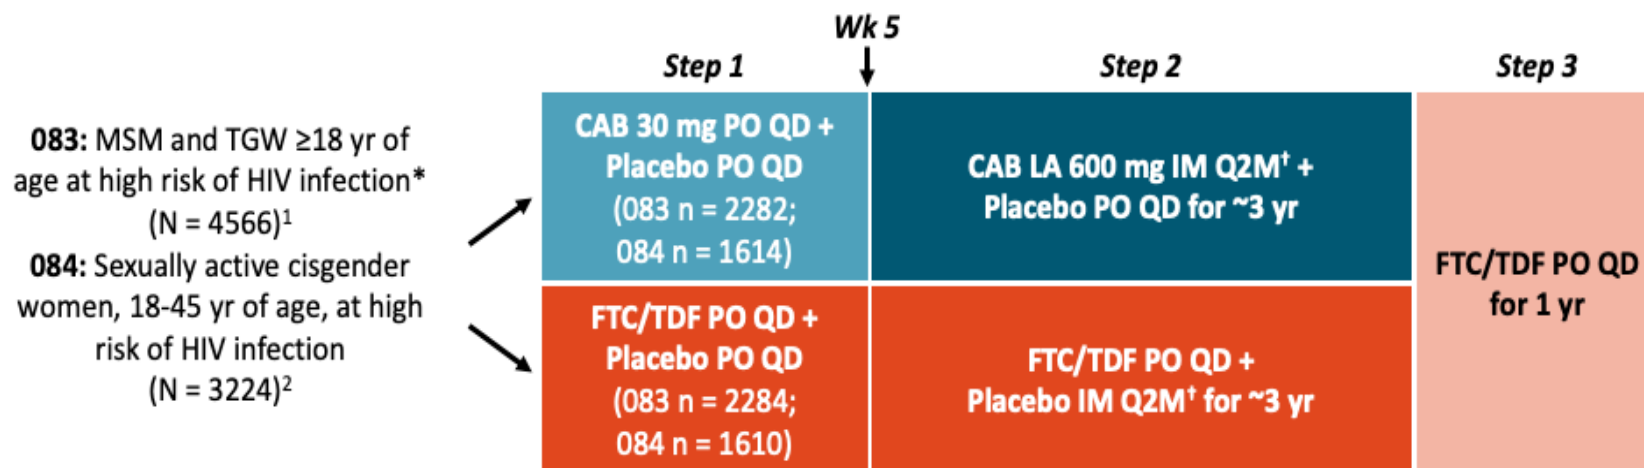 Wk 5
Step 1
Step 2
Step 3
083: MSM and TGW ≥18 yr of
age at high risk of HIV infection*
(N = 4566)¹
084: Sexually active cisgender
women, 18-45 yr of age, at high
risk of HIV infection
(N = 3224)²
CAB 30 mg PO QD +
Placebo PO QD
(083 n = 2282;
084 n = 1614)
CAB LA 600 mg IM Q2M† +
Placebo PO QD for ~3 yr
FTC/TDF PO QD +
Placebo PO QD
(083 n = 2284;
084 n = 1610)
FTC/TDF PO QD +
Placebo IM Q2M† for ~3 yr
FTC/TDF PO QD
for 1 yr